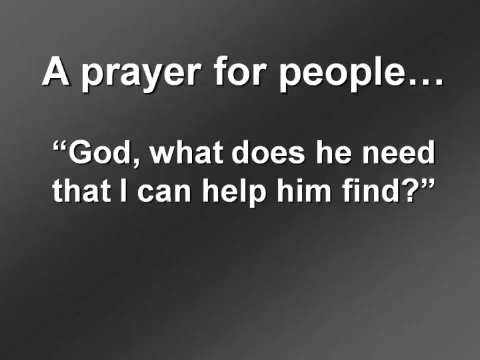 A prayer for people…
“God, what does he need
that I can help him find?”